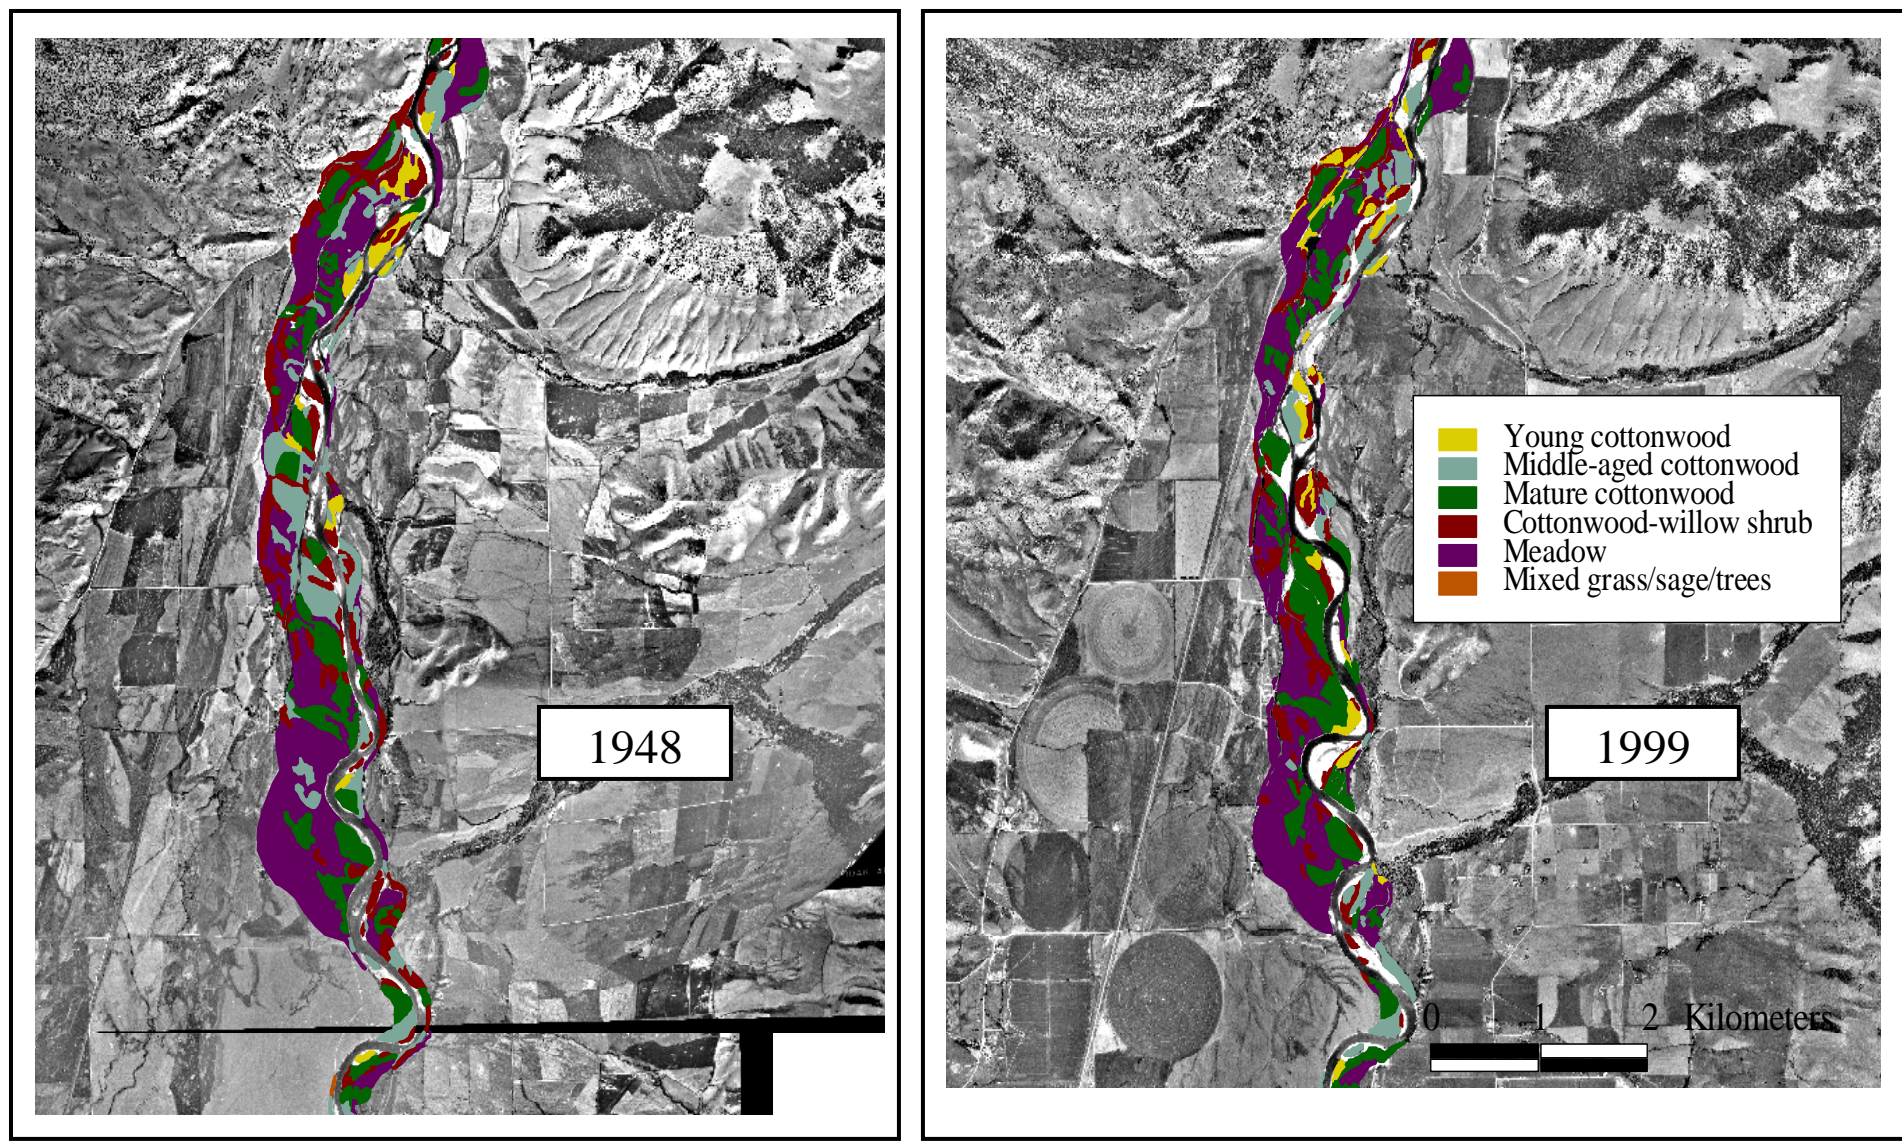 1948
Young cottonwood
Middle-aged cottonwood
Mature cottonwood
Cottonwood-willow shrub
Meadow
Mixed grass/sage/trees
1999
0 1 2 Kilometers